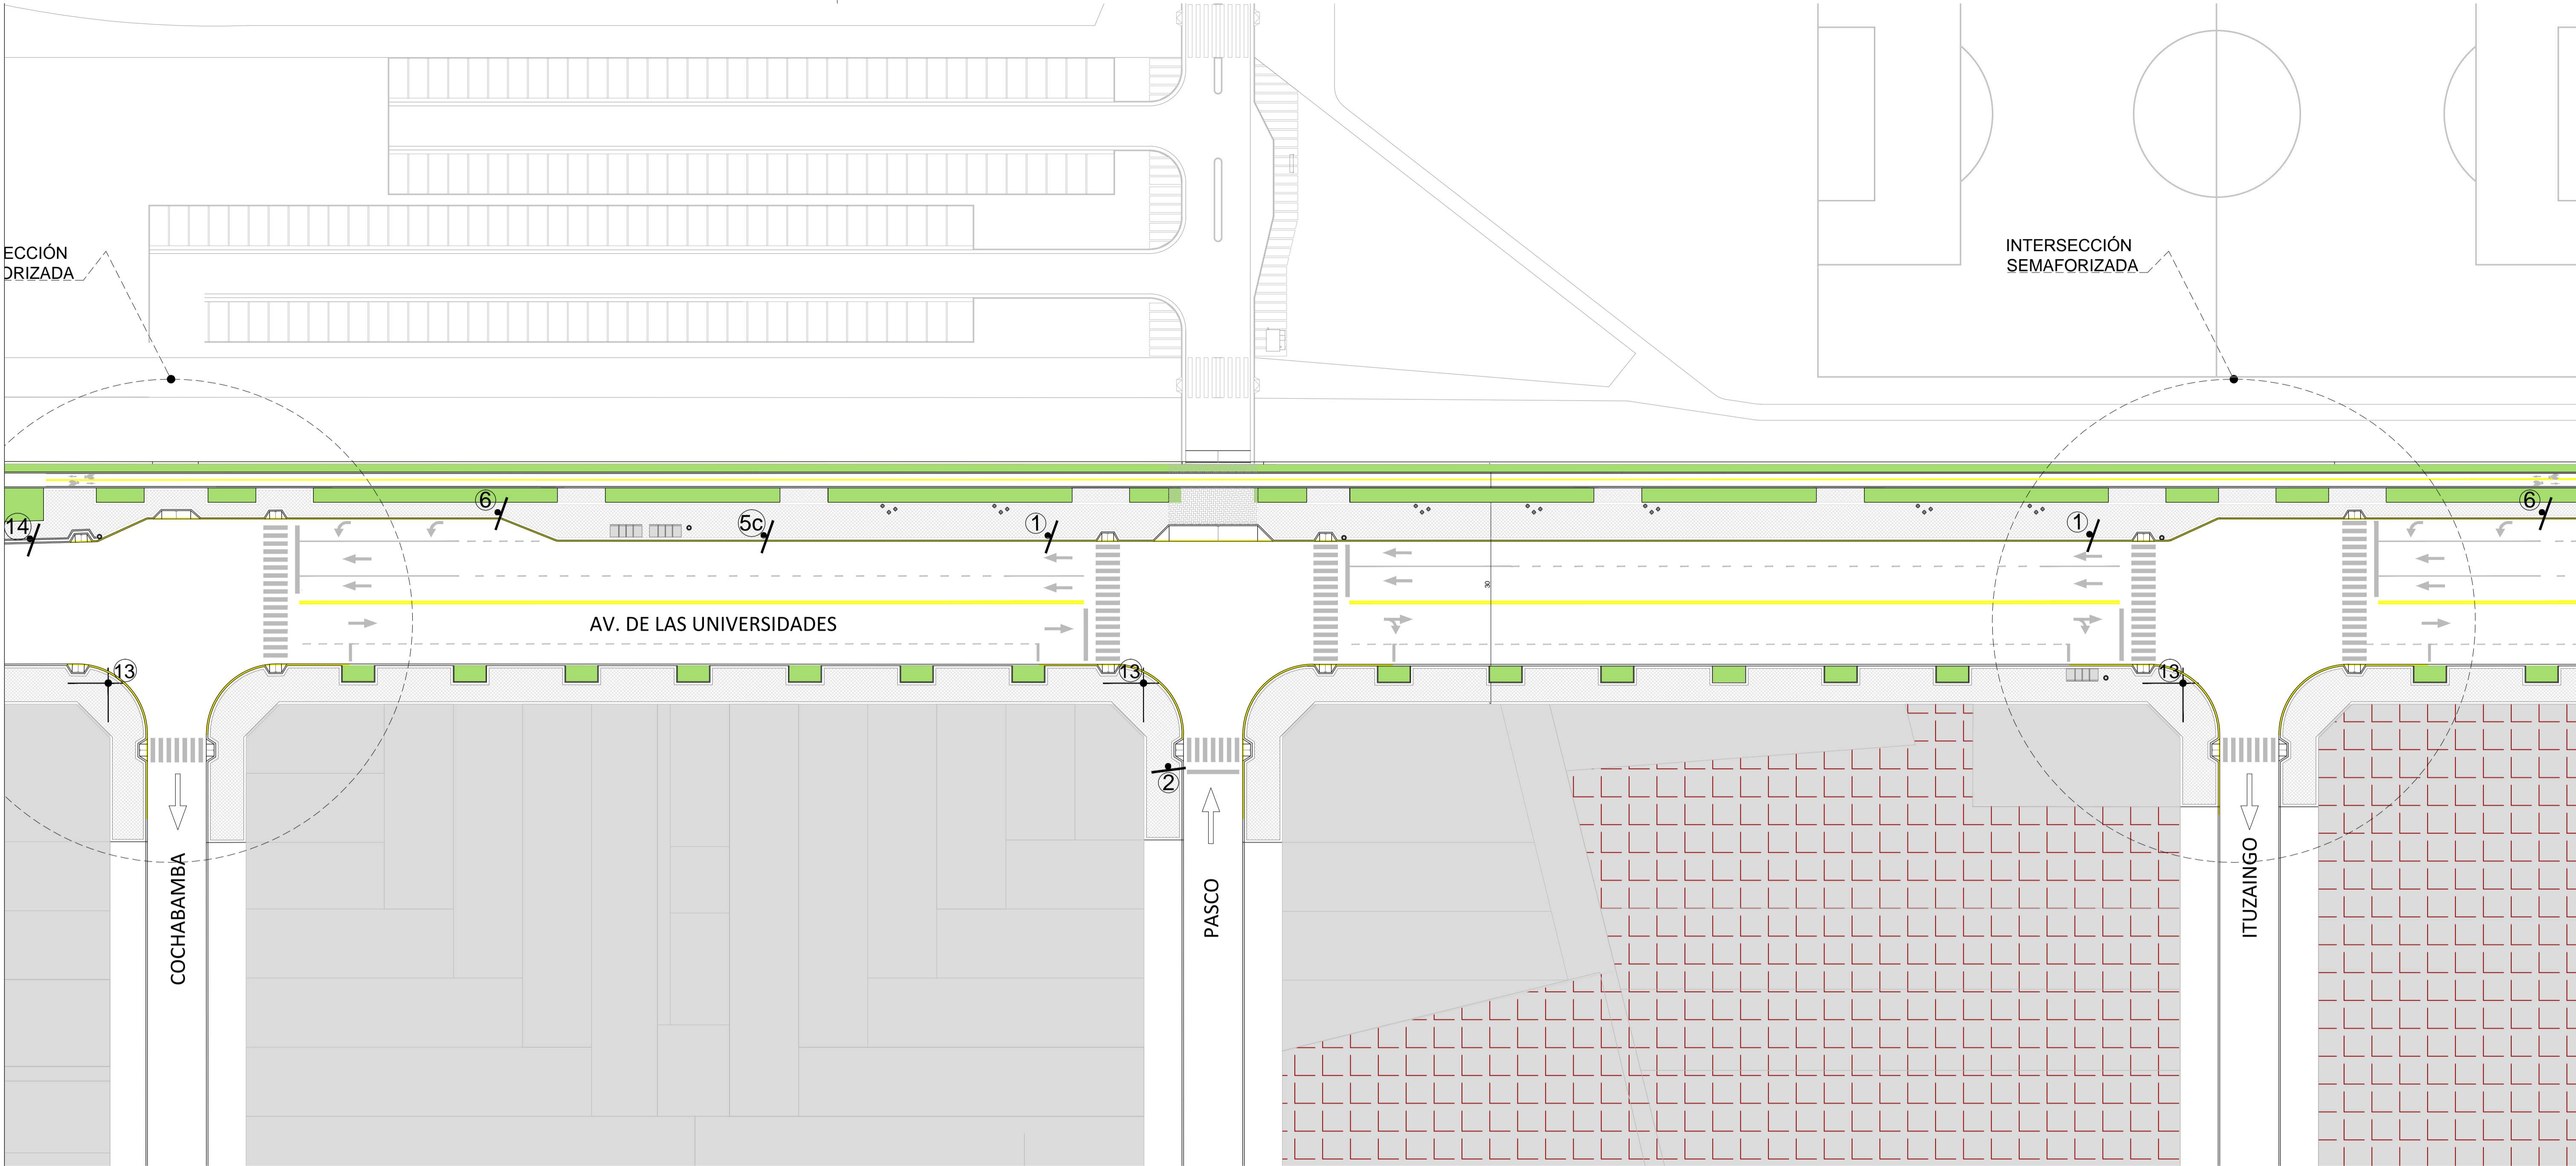 ECCIÓN
ORIZADA
INTERSECCIÓN
SEMAFORIZADA
14
6
5c
1
1
6
30
AV. DE LAS UNIVERSIDADES
13
13
13
2
COCHABAMBA
PASCO
ITUZAINGO